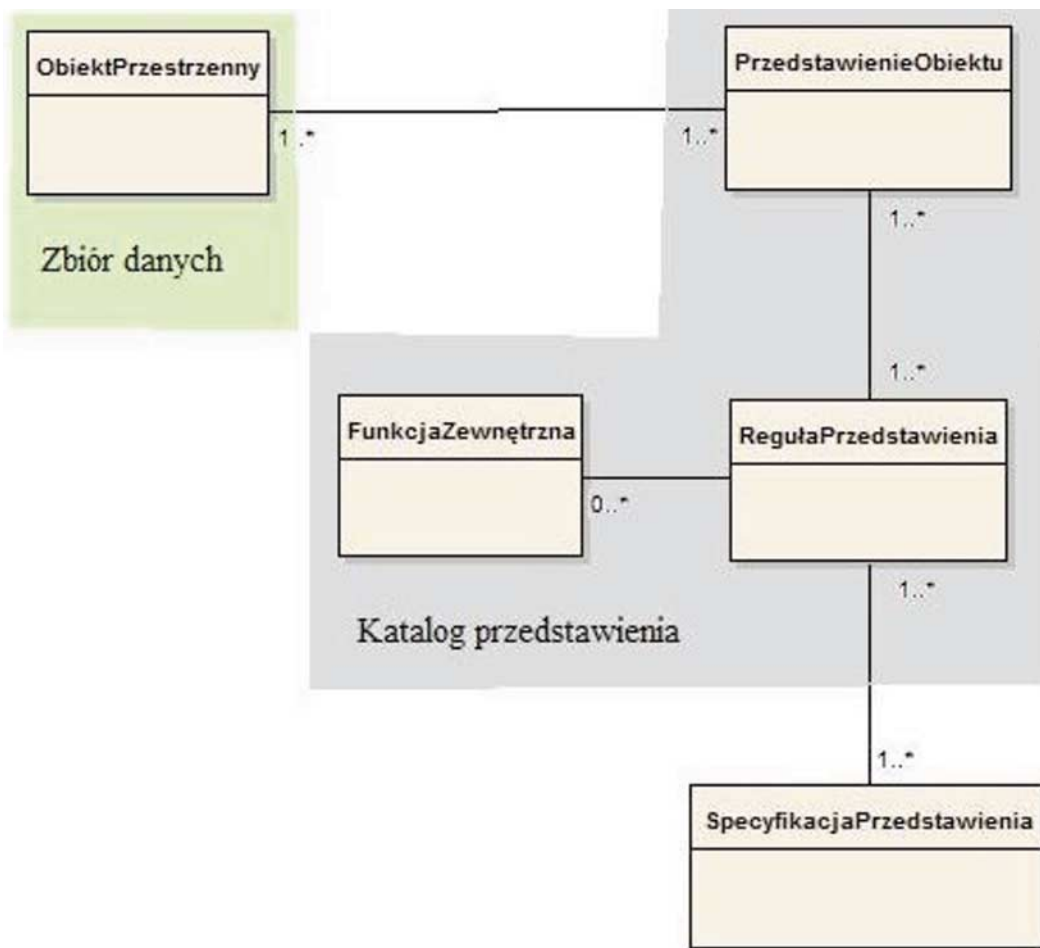 ObiektPrzestrzenny
PrzedstawienieObiektu
1..*
1..*
1..*
Zbiór danych
1..*
FunkcjaZewnętrzna
RegułaPrzedstawienia
0..*
1..*
Katalog przedstawienia
1..*
SpecyfikacjaPrzedstawienia